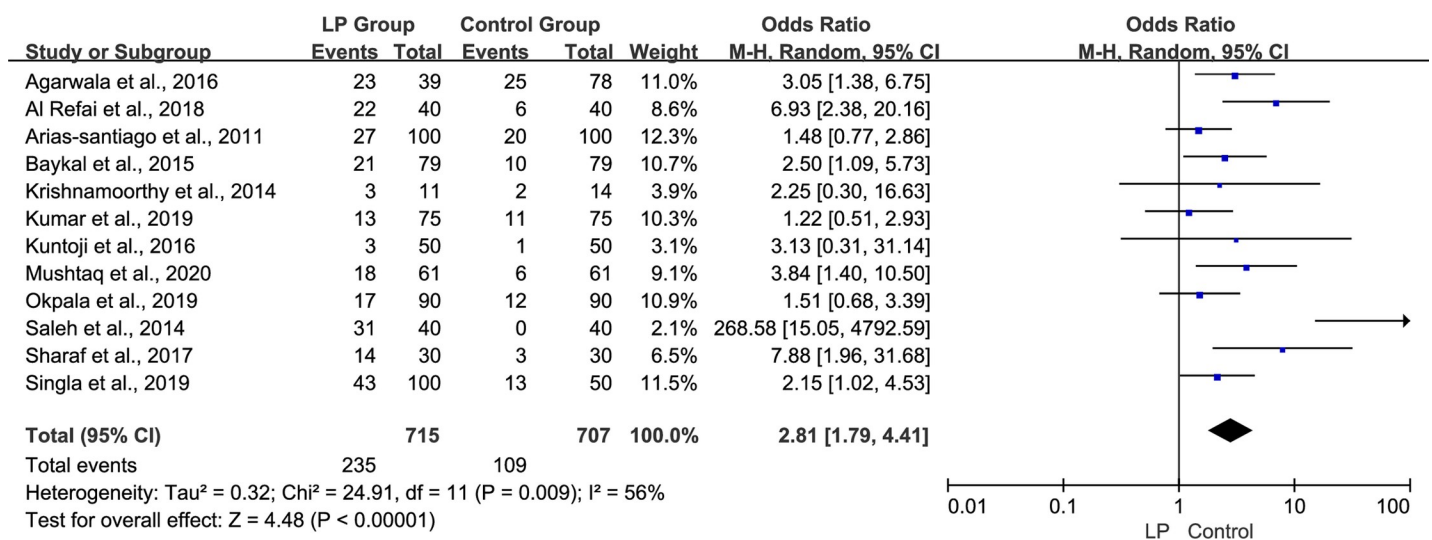 LP Group Control Group Odds Ratio Odds Ratio
Study or Subgroup Events Total Events Total Weight M-H, Random, 95% CI M-H, Random, 95% CI
Agarwala et al., 2016 23 39 25 78 11.0% 3.05 [1.38, 6.75]
Al Refai et al., 2018 22 40 6 40 8.6% 6.93 [2.38, 20.16]
Arias-santiago et al., 2011 27 100 20 100 12.3% 1.48 [0.77, 2.86]
Baykal et al., 2015 21 79 10 79 10.7% 2.50 [1.09, 5.73]
Krishnamoorthy et al., 2014 3 11 2 14 3.9% 2.25 [0.30, 16.63]
Kumar et al., 2019 13 75 11 75 10.3% 1.22 [0.51, 2.93]
Kuntoji et al., 2016 3 50 1 50 3.1% 3.13 [0.31, 31.14]
Mushtaq et al., 2020 18 61 6 61 9.1% 3.84 [1.40, 10.50]
Okpala et al., 2019 17 90 12 90 10.9% 1.51 [0.68, 3.39]
Saleh et al., 2014 31 40 0 40 2.1% 268.58 [15.05, 4792.59]
Sharaf et al., 2017 14 30 3 30 6.5% 7.88 [1.96, 31.68]
Singla et al., 2019 43 100 13 50 11.5% 2.15 [1.02, 4.53]
Total (95% CI) 715 707 100.0% 2.81 [1.79, 4.41]
Total events 235 109
Heterogeneity: Tau² = 0.32; Chi² = 24.91, df = 11 (P = 0.009); I² = 56%
Test for overall effect: Z = 4.48 (P < 0.00001)
0.01 0.1 1 10 100
LP Control